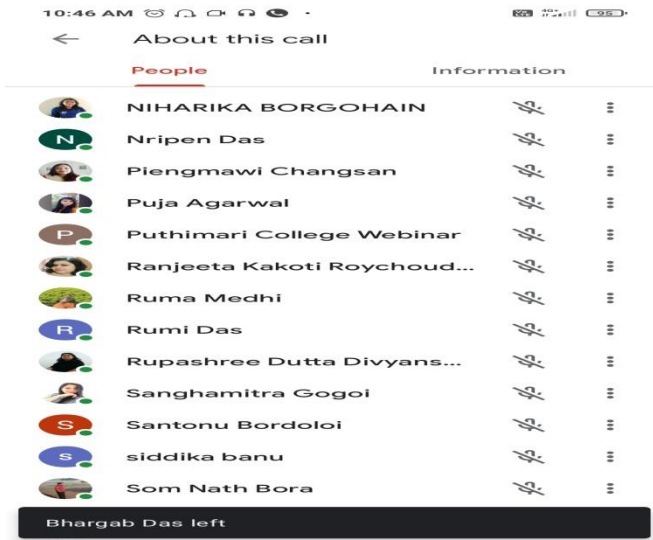 10:46 AM
4G+
95
About this call
People Information
NIHARIKA BORGOHAIN
N Nripen Das
Piengmawi Changsan
Puja Agarwal
P Puthimari College Webinar
Ranjeeta Kakoti Roychoud...
Ruma Medhi
R Rumi Das
Rupashree Dutta Divyans...
Sanghamitra Gogoi
S Santonu Bordoloi
s siddika banu
Som Nath Bora
Bhargab Das left